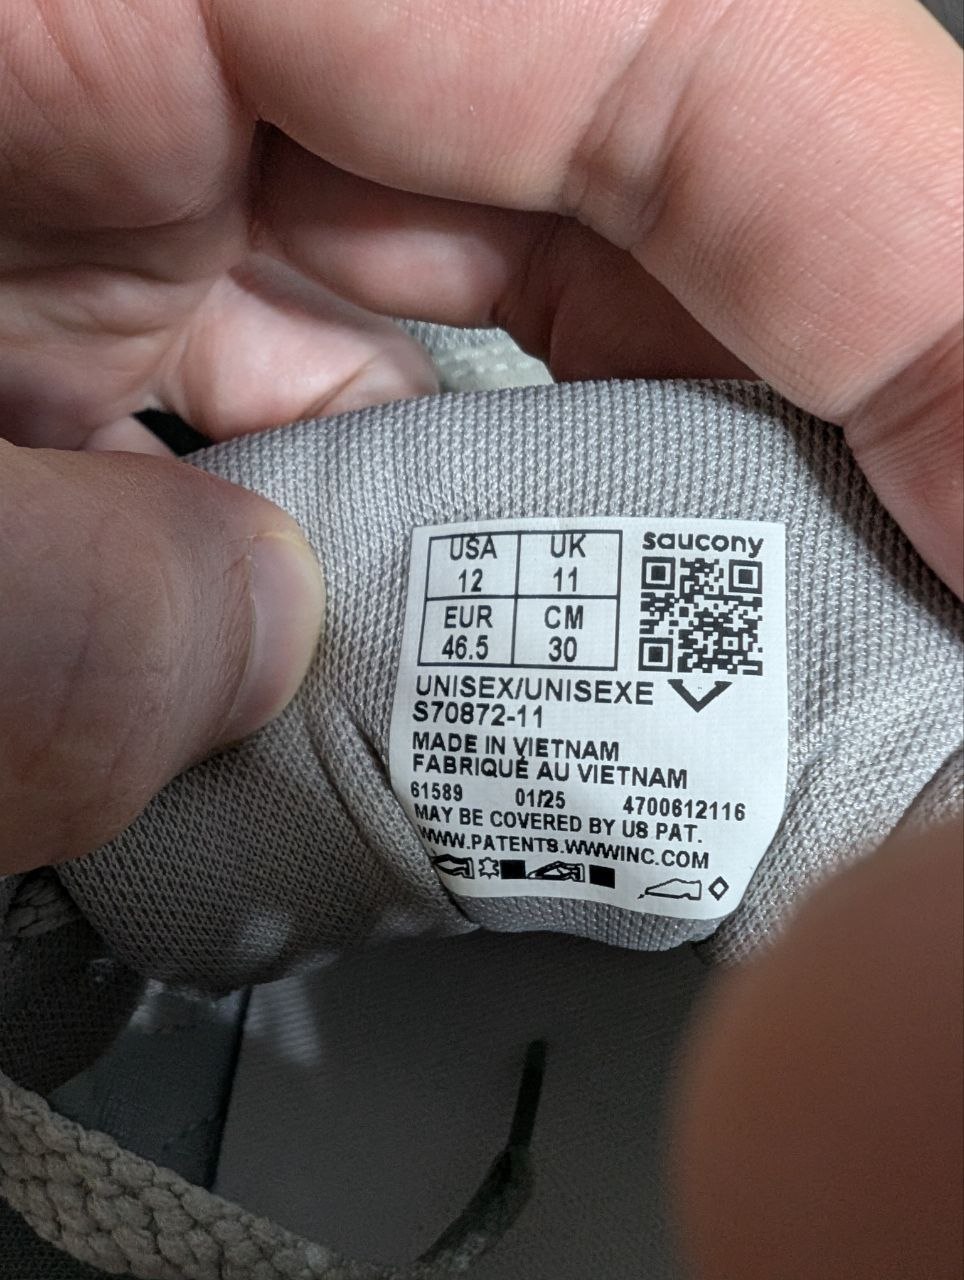 USA UK
12 11
EUR CM
46.5 30
saucony
UNISEX/UNISEXE
S70872-11
MADE IN VIETNAM
FABRIQUÉ AU VIETNAM
61589 01/25 4700612116
MAY BE COVERED BY US PAT.
WWW.PATENTS.WWWINC.COM